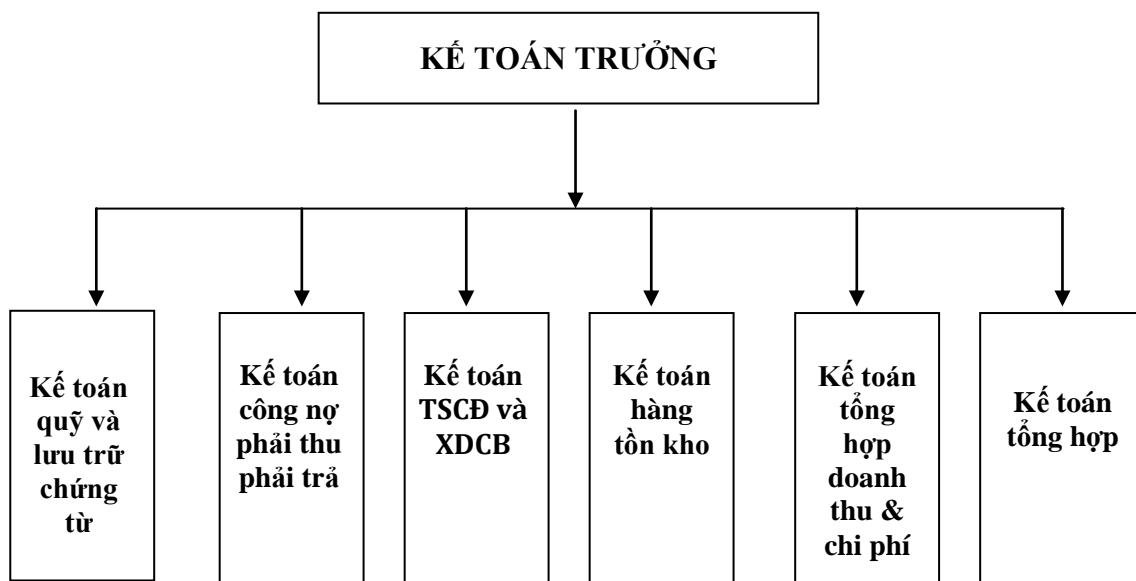 KẾ TOÁN TRƯỞNG
Kế toán
quỹ và
lưu trữ
chứng
từ
Kế toán
công nợ
phải thu
phải trả
Kế toán
TSCĐ và
XDCB
Kế toán
hàng
tồn kho
Kế toán
tổng
hợp
doanh
thu &
chi phí
Kế toán
tổng hợp